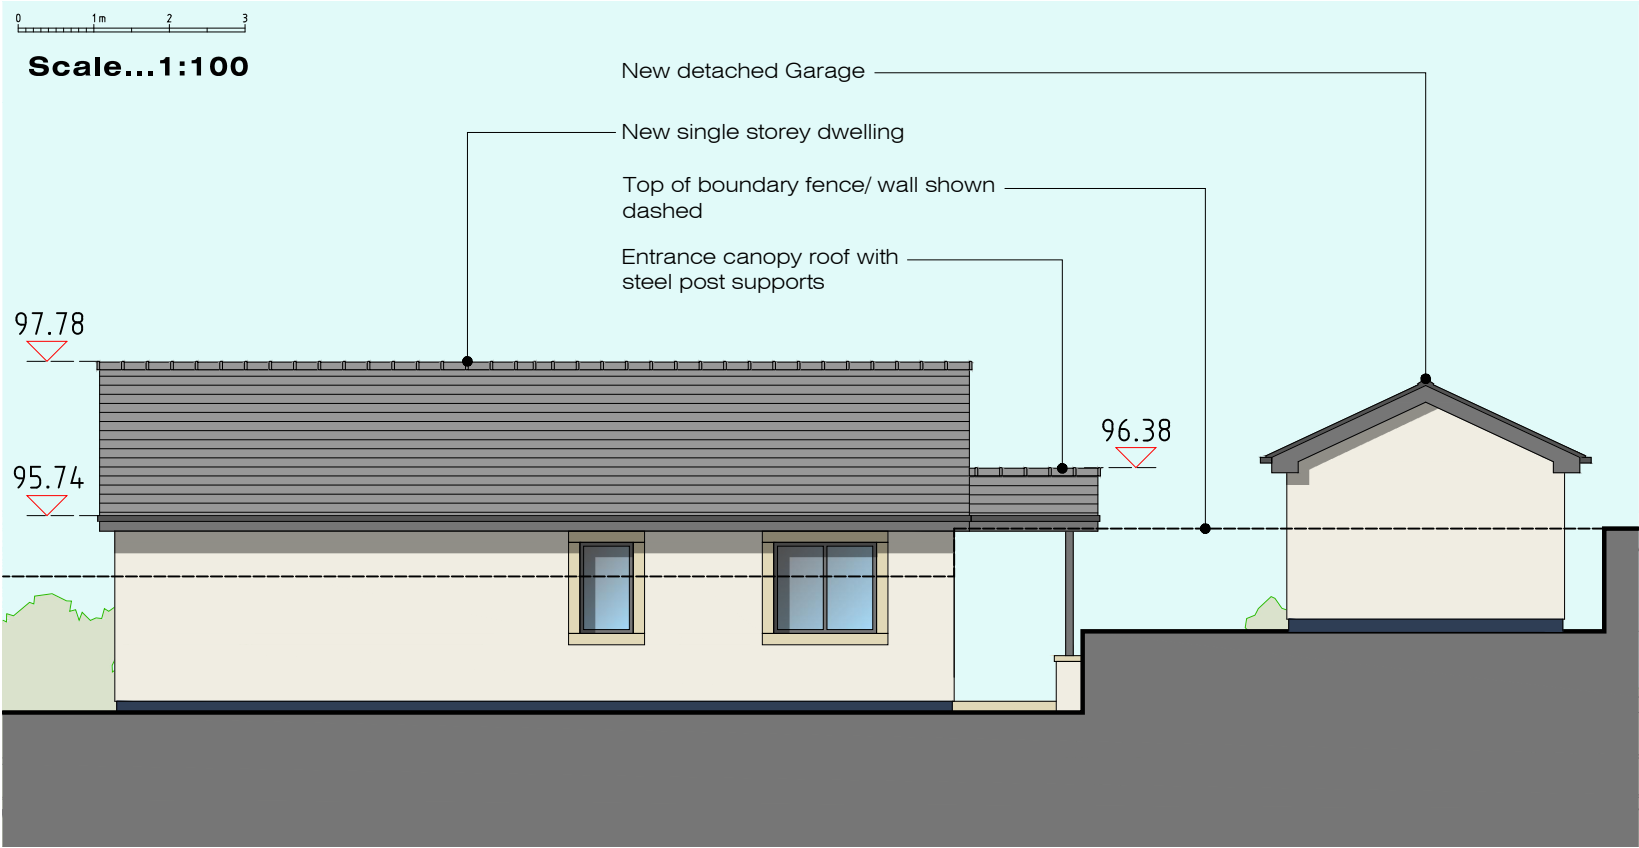 0 1m 2 3
Scale...1:100
New detached Garage
New single storey dwelling
Top of boundary fence/ wall shown
dashed
Entrance canopy roof with
steel post supports
97.78
96.38
95.74